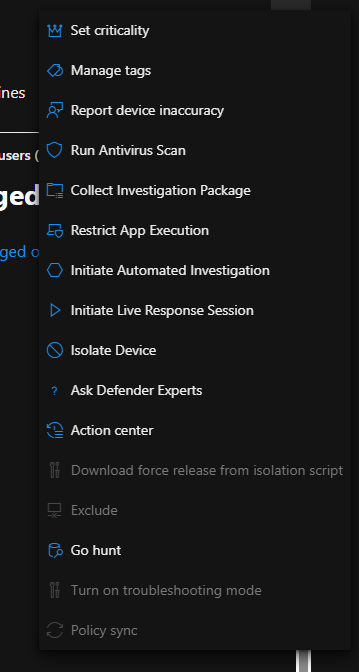 Set criticality
Manage tags
ines
Report device inaccuracy
users (
Run Antivirus Scan
ged
Collect Investigation Package
Restrict App Execution
ged o
Initiate Automated Investigation
Initiate Live Response Session
Isolate Device
? Ask Defender Experts
Action center
Download force release from isolation script
Exclude
Go hunt
Turn on troubleshooting mode
Policy sync